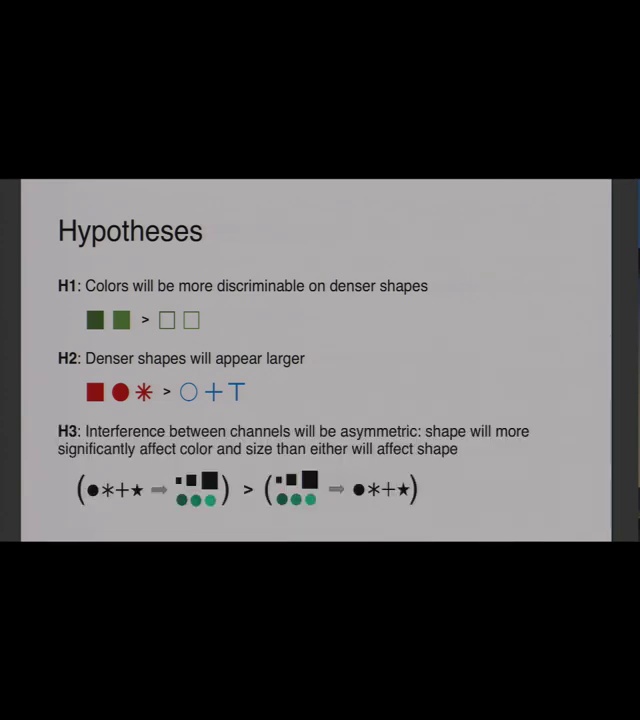 Hypotheses
H1: Colors will be more discriminable on denser shapes
>
H2: Denser shapes will appear larger
>
H3: Interference between channels will be asymmetric: shape will more
significantly affect color and size than either will affect shape
>